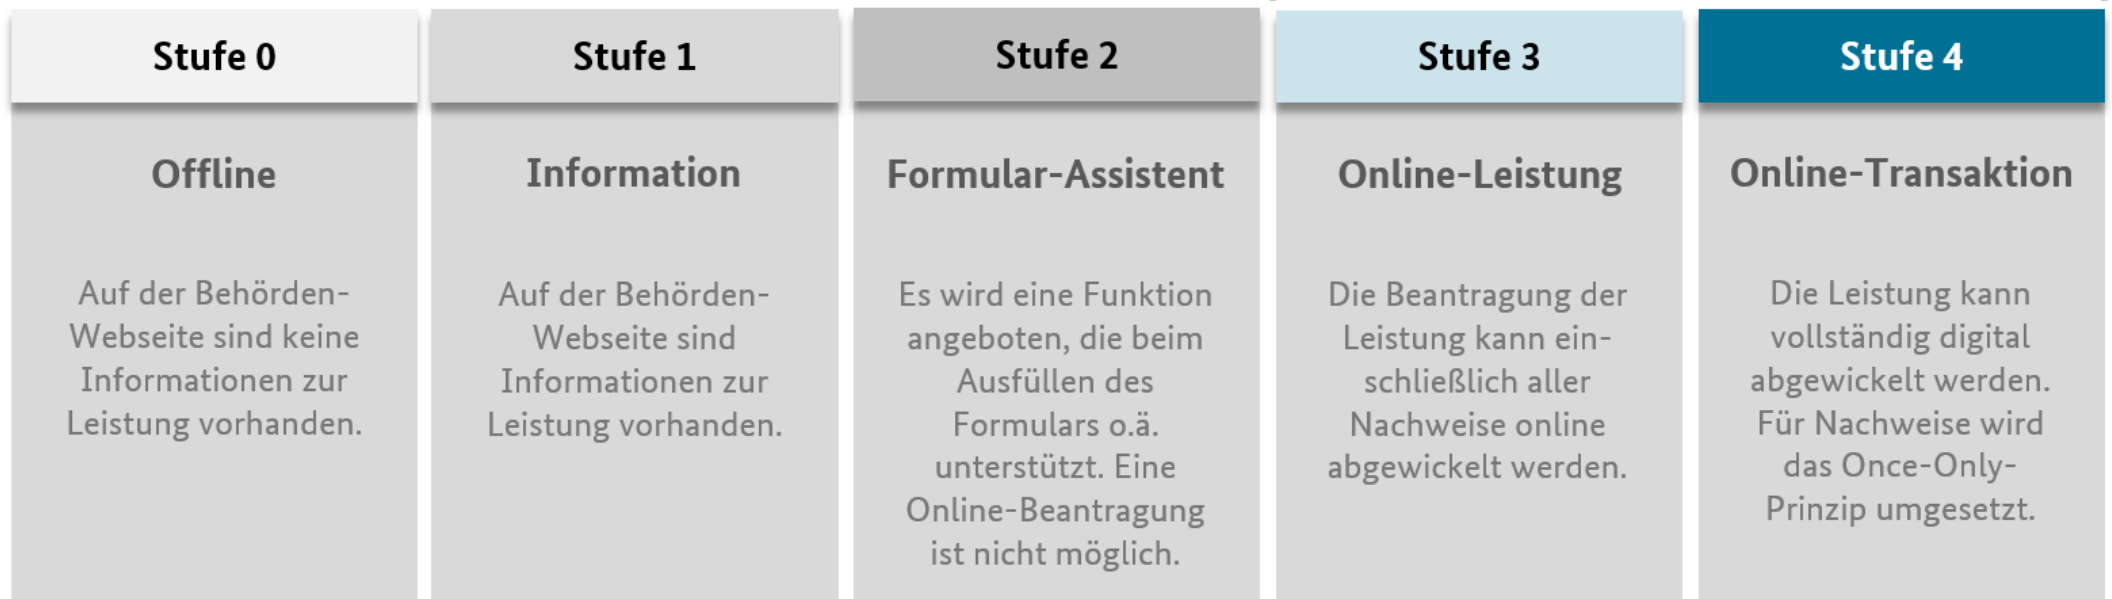 Stufe 0
Offline
Auf der Behörden-
Webseite sind keine
Informationen zur
Leistung vorhanden.
Stufe 1
Information
Auf der Behörden-
Webseite sind
Informationen zur
Leistung vorhanden.
Stufe 2
Formular-Assistent
Es wird eine Funktion
angeboten, die beim
Ausfüllen des
Formulars o.ä.
unterstützt. Eine
Online-Beantragung
ist nicht möglich.
Stufe 3
Online-Leistung
Die Beantragung der
Leistung kann ein-
schließlich aller
Nachweise online
abgewickelt werden.
Stufe 4
Online-Transaktion
Die Leistung kann
vollständig digital
abgewickelt werden.
Für Nachweise wird
das Once-Only-
Prinzip umgesetzt.